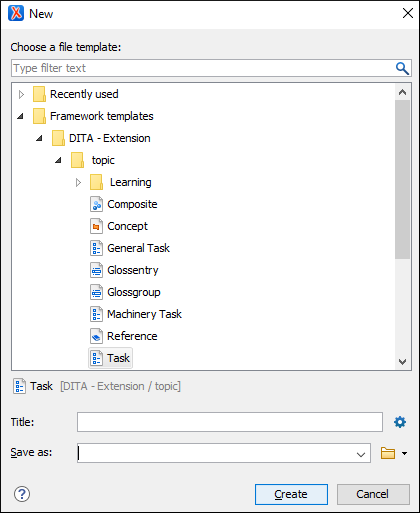 New
Choose a file template:
Type filter text
Recently used
Framework templates
DITA - Extension
topic
Learning
Composite
Concept
General Task
Glossentry
Glossgroup
Machinery Task
Reference
Task
Task [DITA - Extension / topic]
Title:
Save as:
? Create Cancel